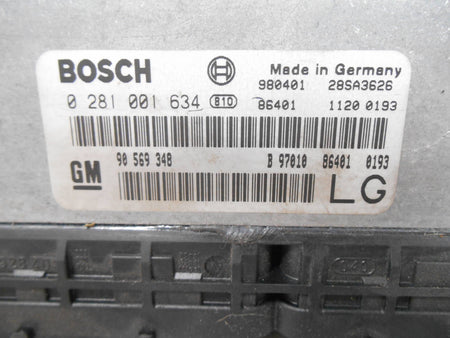 BOSCH Made in Germany
980401 28SA3626
0 281 001 634 810 86401 1120 0193
GM 90 569 348 B 97010 86401 0193
LG